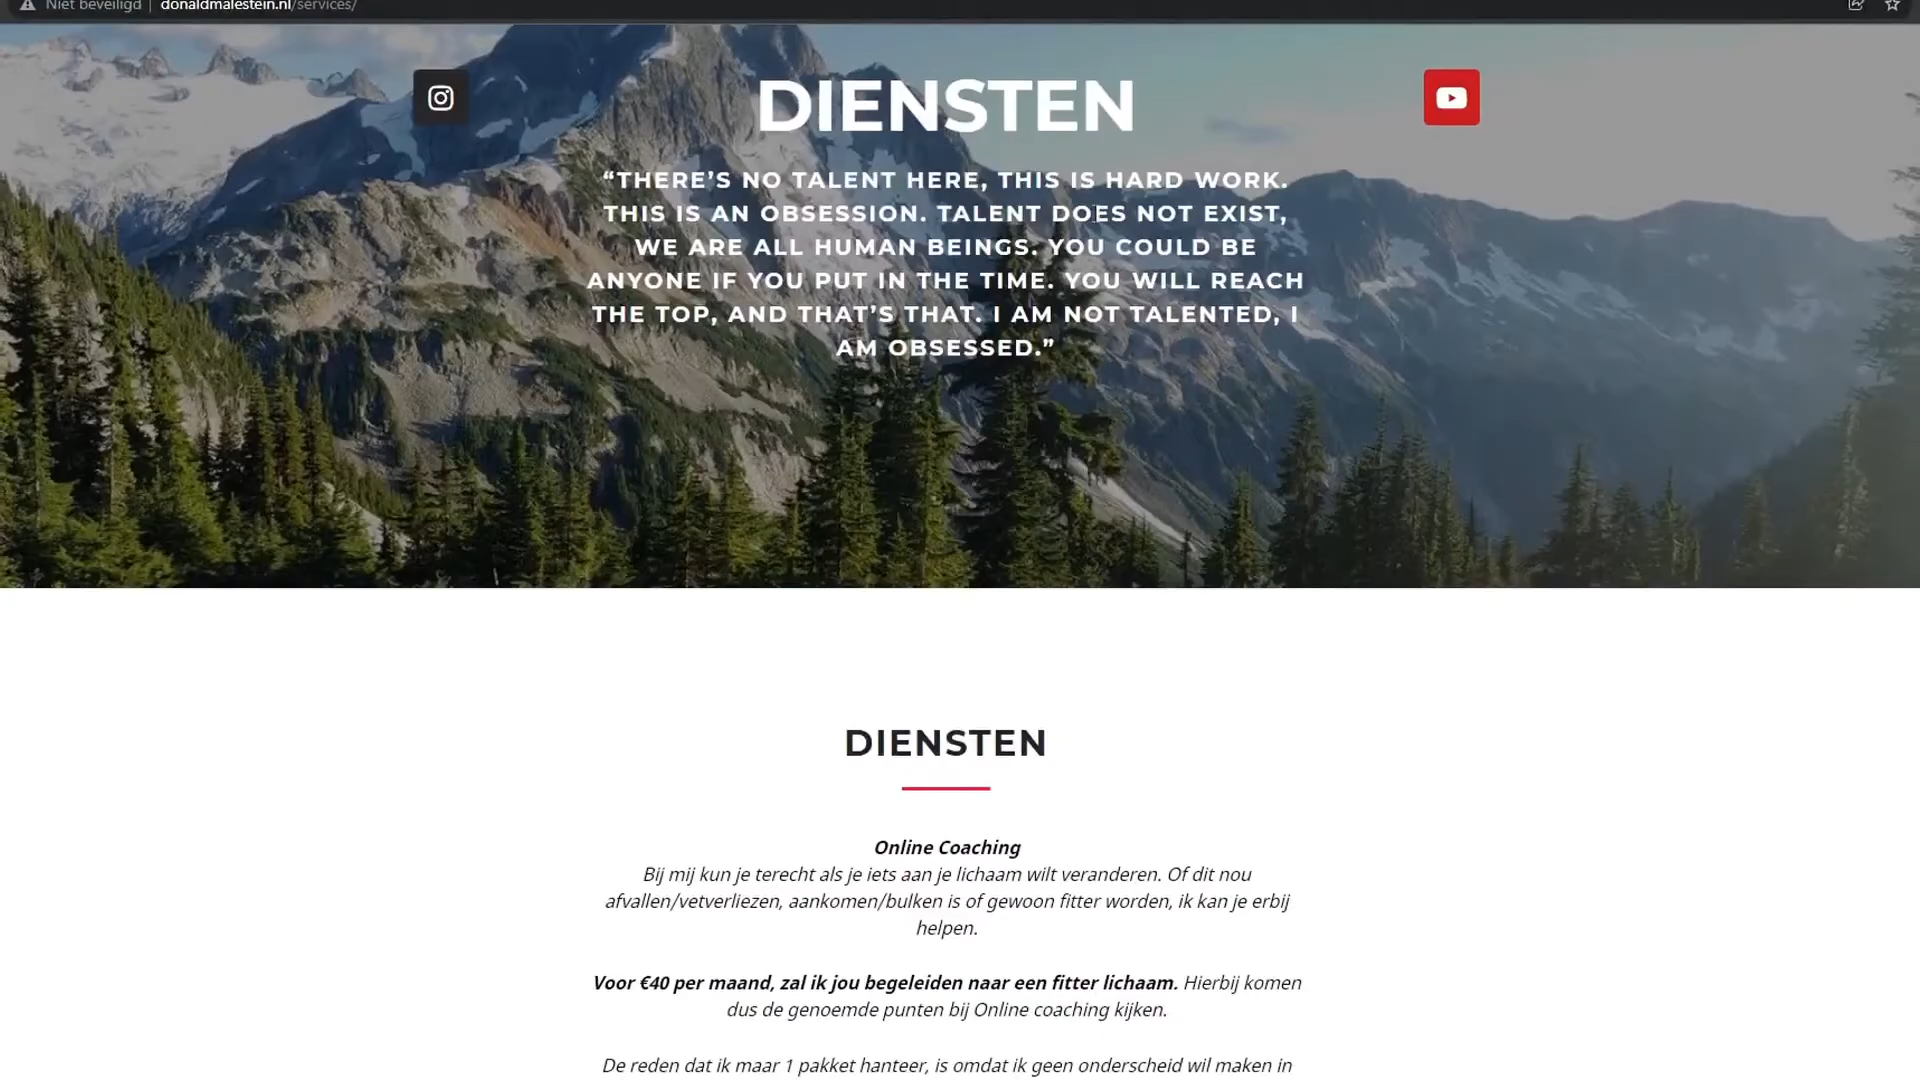 Niet beveiligd | donaldmalestein.nl/services/
DIENSTEN
“THERE’S NO TALENT HERE, THIS IS HARD WORK.
THIS IS AN OBSESSION. TALENT DOES NOT EXIST,
WE ARE ALL HUMAN BEINGS. YOU COULD BE
ANYONE IF YOU PUT IN THE TIME. YOU WILL REACH
THE TOP, AND THAT’S THAT. I AM NOT TALENTED, I
AM OBSESSED.”
DIENSTEN
Online Coaching
Bij mij kun je terecht als je iets aan je lichaam wilt veranderen. Of dit nou
afvallen/vetverliezen, aankomen/bulken is of gewoon fitter worden, ik kan je erbij
helpen.
Voor €40 per maand, zal ik jou begeleiden naar een fitter lichaam. Hierbij komen
dus de genoemde punten bij Online coaching kijken.
De reden dat ik maar 1 pakket hanteer, is omdat ik geen onderscheid wil maken in